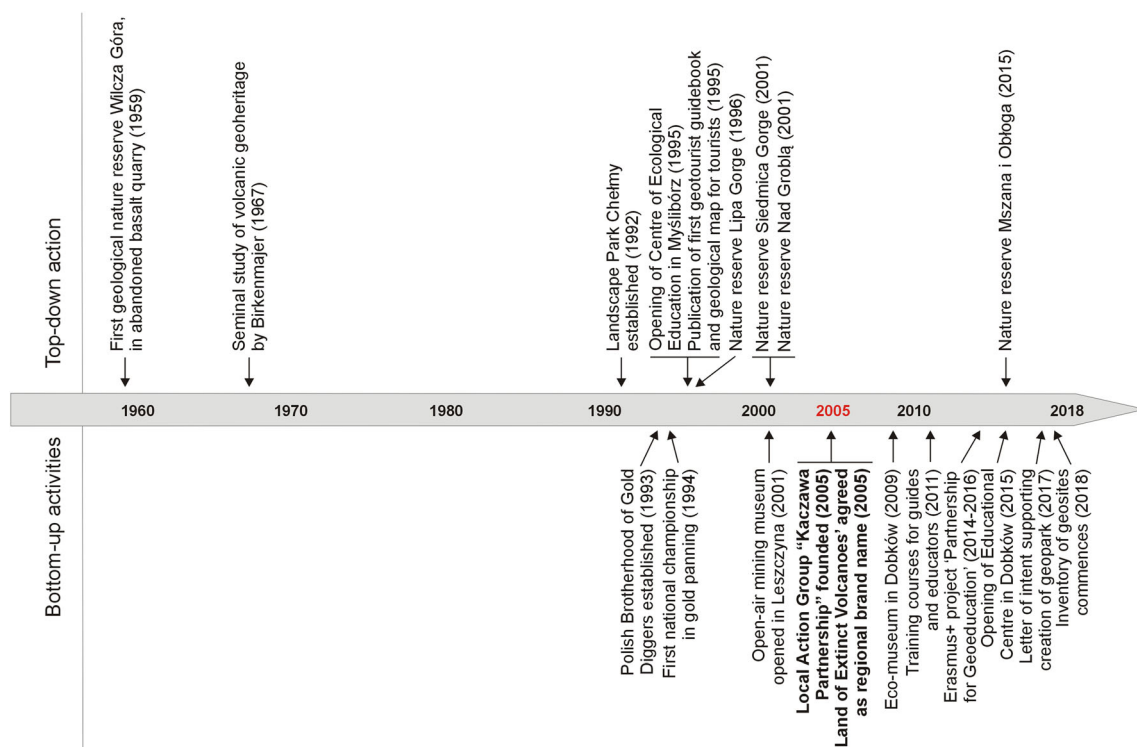 Top-down action
First geological nature reserve Wilcza Góra,
in abandoned basalt quarry (1959)
Seminal study of volcanic geoheritage
by Birkenmajer (1967)
Landscape Park Chełmy
established (1992)
Opening of Centre of Ecological
Education in Myślibórz (1995)
Publication of first geotourist guidebook
and geological map for tourists (1995)
Nature reserve Lipa Gorge (1996)
Nature reserve Siedmica Gorge (2001)
Nature reserve Nad Groblą (2001)
Nature reserve Mszana i Obłoga (2015)
1960
1970
1980
1990
2000
2005
2010
2018
Bottom-up activities
Polish Brotherhood of Gold
Diggers established (1993)
First national championship
in gold panning (1994)
Open-air mining museum
opened in Leszczyna (2001)
Local Action Group "Kaczawa
Partnership" founded (2005)
Land of Extinct Volcanoes' agreed
as regional brand name (2005)
Eco-museum in Dobków (2009)
Training courses for guides
and educators (2011)
Erasmus+ project 'Partnership
for Geoeducation' (2014-2016)
Opening of Educational
Centre in Dobków (2015)
Letter of intent supporting
creation of geopark (2017)
Inventory of geosites
commences (2018)